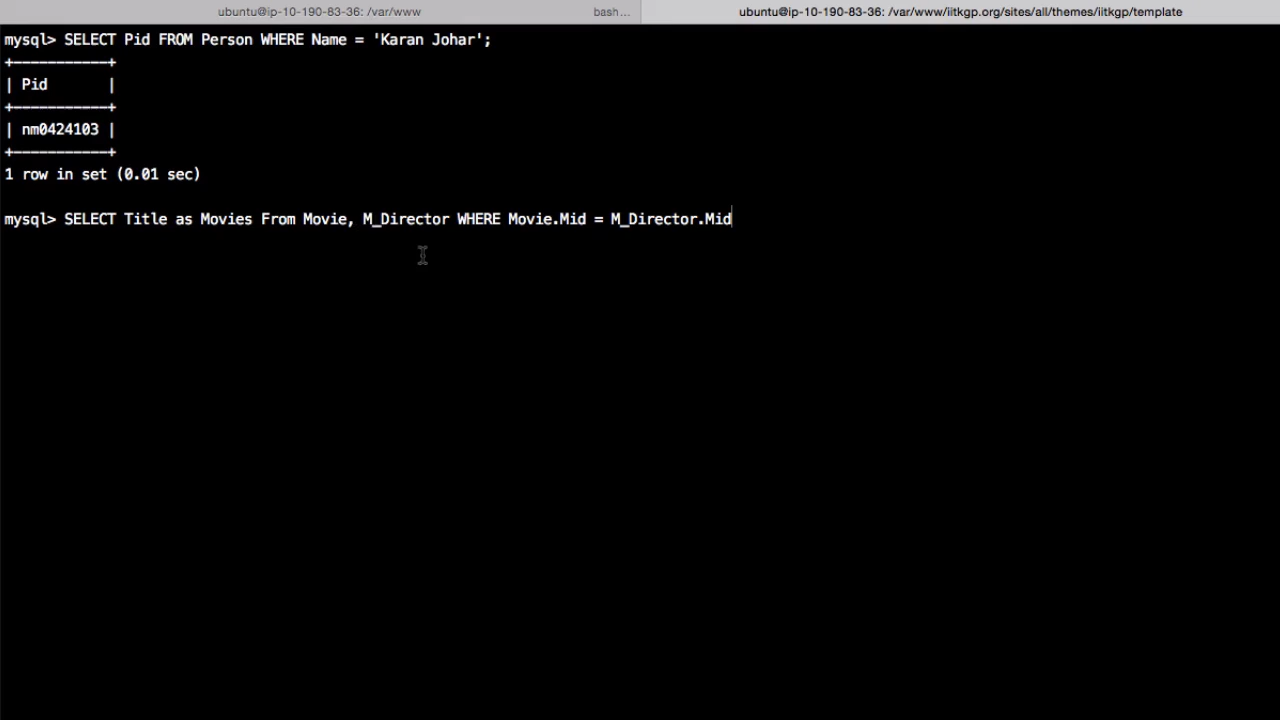 ubuntu@ip-10-190-83-36: /var/www bash... ubuntu@ip-10-190-83-36: /var/www/iitkgp.org/sites/all/themes/iitkgp/template
mysql> SELECT Pid FROM Person WHERE Name = 'Karan Johar';
+-----------+
| Pid       |
+-----------+
| nm0424103 |
+-----------+
1 row in set (0.01 sec)
mysql> SELECT Title as Movies From Movie, M_Director WHERE Movie.Mid = M_Director.Mid